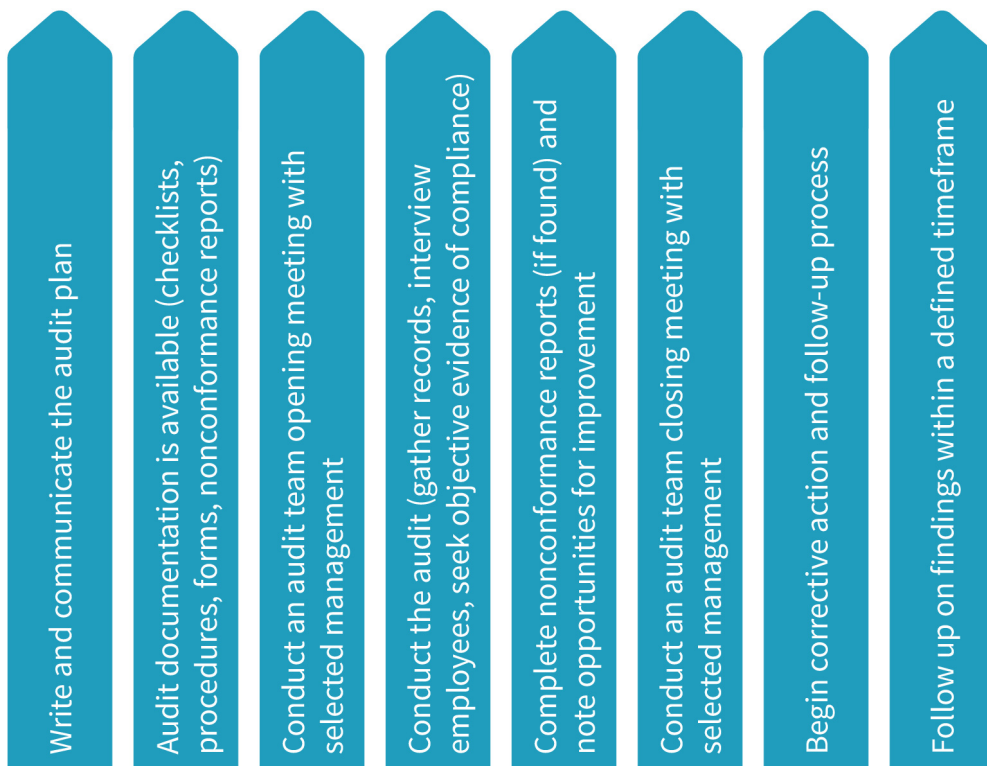 Write and communicate the audit plan
Audit documentation is available (checklists,
procedures, forms, nonconformance reports)
Conduct an audit team opening meeting with
selected management
Conduct the audit (gather records, interview
employees, seek objective evidence of compliance)
Complete nonconformance reports (if found) and
note opportunities for improvement
Conduct an audit team closing meeting with
selected management
Begin corrective action and follow-up process
Follow up on findings within a defined timeframe